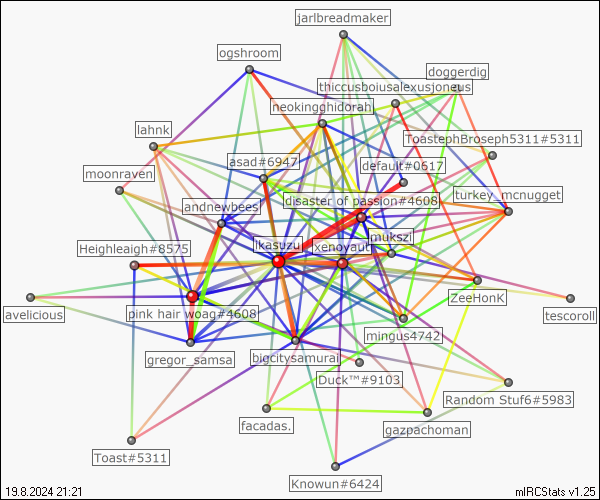 jarlbreadmaker
ogshroom
doggerdig
thiccusboiusalexusjoneus
neokingghidorah
lahnk
ToastephBroseph5311#5311
asad#6947
default#0617
moonraven
turkey_mcnugget
disaster of passion#4608
andnewbees
mukszi
Ikasuzu
xenoyaut
Heighleaigh#8575
ZeeHonK
avelicious
pink hair woag#4608
tescoroll
mingus4742
gregor_samsa
bigcitysamurai
Duck™#9103
Random Stuf6#5983
facadas.
gazpachoman
Toast#5311
Knowun#6424
19.8.2024 21:21
mIRCStats v1.25